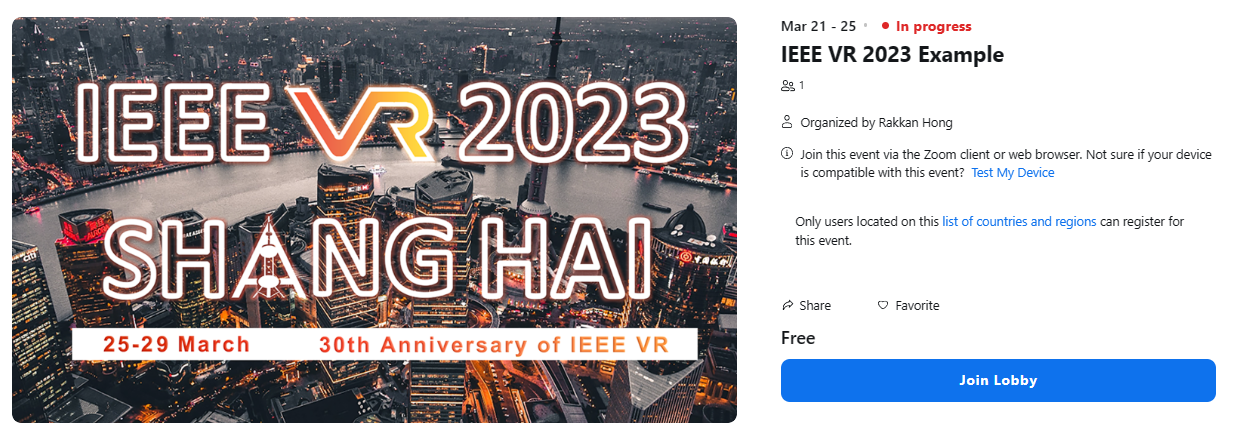 IEEE VR 2023
SHANG HAI
25-29 March 30th Anniversary of IEEE VR
citi
Mar 21 - 25 • In progress
IEEE VR 2023 Example
1
Organized by Rakkan Hong
Join this event via the Zoom client or web browser. Not sure if your device
is compatible with this event? Test My Device
Only users located on this list of countries and regions can register for
this event.
Share Favorite
Free
Join Lobby